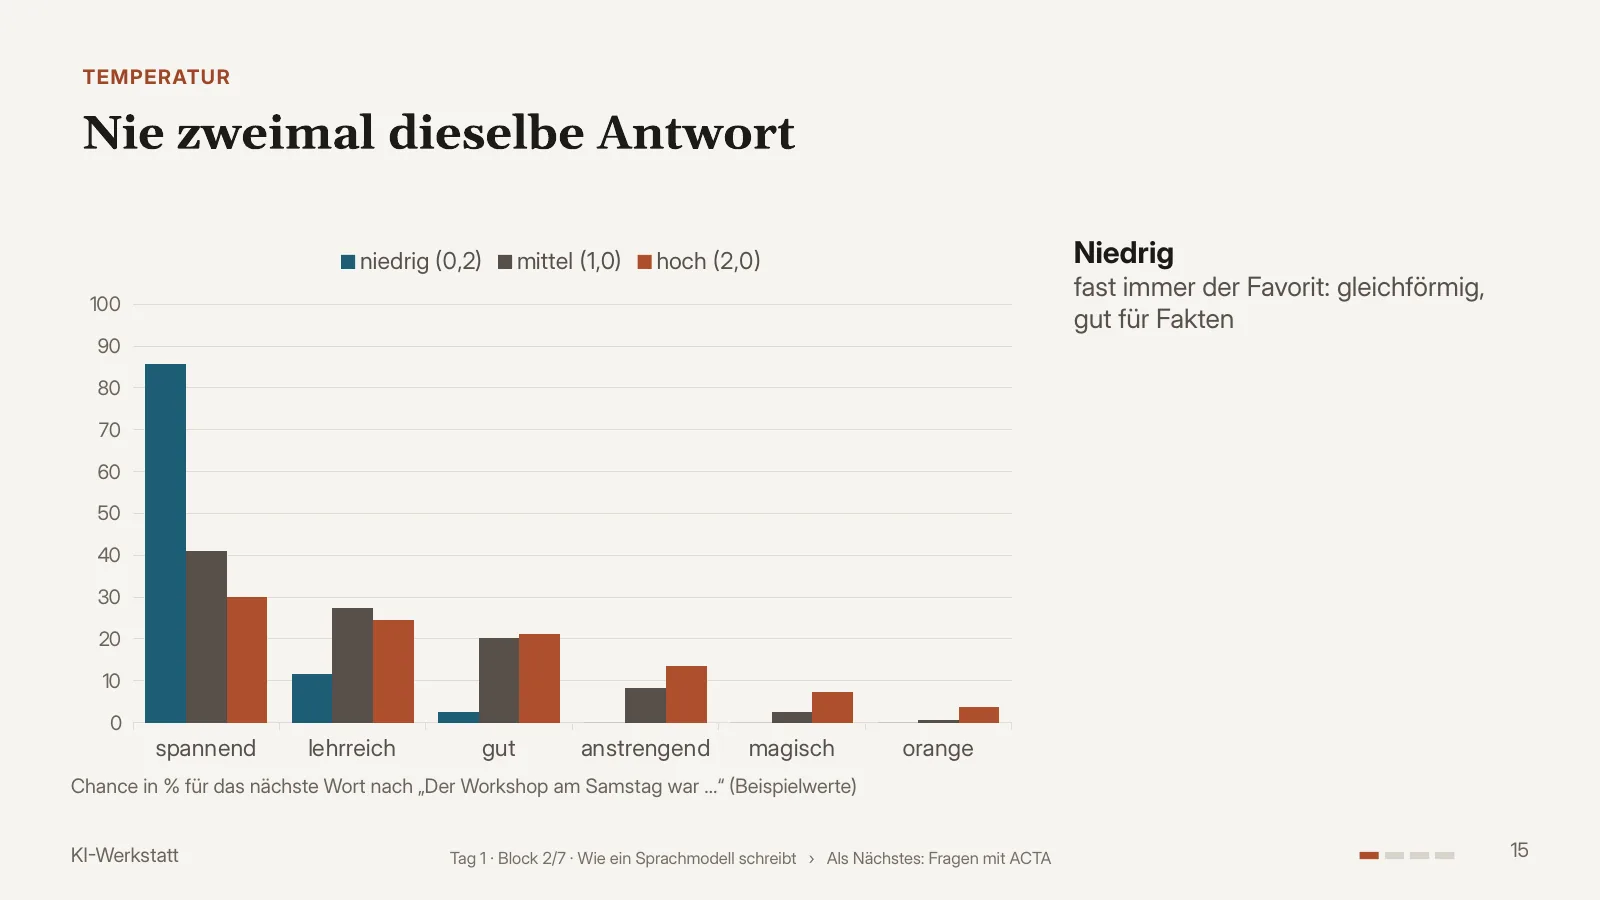 TEMPERATUR
Nie zweimal dieselbe Antwort
niedrig (0,2) mittel (1,0) hoch (2,0)
100
90
80
70
60
50
40
30
20
10
0
spannend lehrreich gut anstrengend magisch orange
Chance in % für das nächste Wort nach „Der Workshop am Samstag war …“ (Beispielwerte)
Niedrig
fast immer der Favorit: gleichförmig,
gut für Fakten
KI-Werkstatt
Tag 1 · Block 2/7 · Wie ein Sprachmodell schreibt › Als Nächstes: Fragen mit ACTA
15